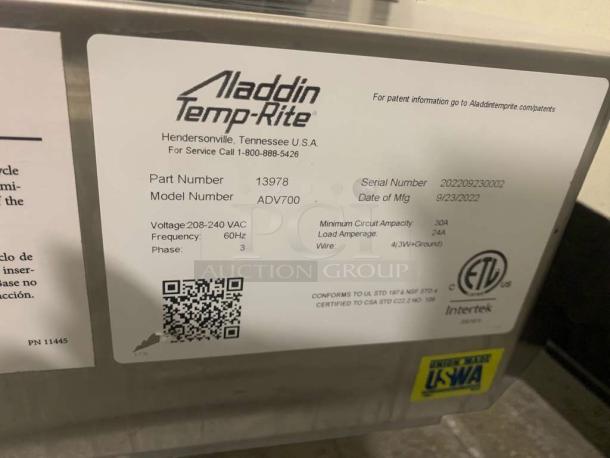 Aladdin
Temp-Rite®
Hendersonville, Tennessee U.S.A.
For Service Call 1-800-888-5426
For patent information go to Aladdintemprite.com/patents
Part Number 13978
Model Number ADV700
Serial Number 202209230002
Date of Mfg 9/23/2022
Voltage: 208-240 VAC
Frequency: 60Hz
Phase: 3
Minimum Circuit Ampacity: 30A
Load Amperage: 24A
Wire: 4(3W+Ground)
PCI
AUCTION GROUP
CONFORMS TO UL STD 197 & NSF STD 4
CERTIFIED TO CSA STD C22.2 NO. 109
C ETL US
Intertek
UNION MADE
USWA
ycle
mi-
f the
clo de
inser-
Base no
acción.
PN 11445